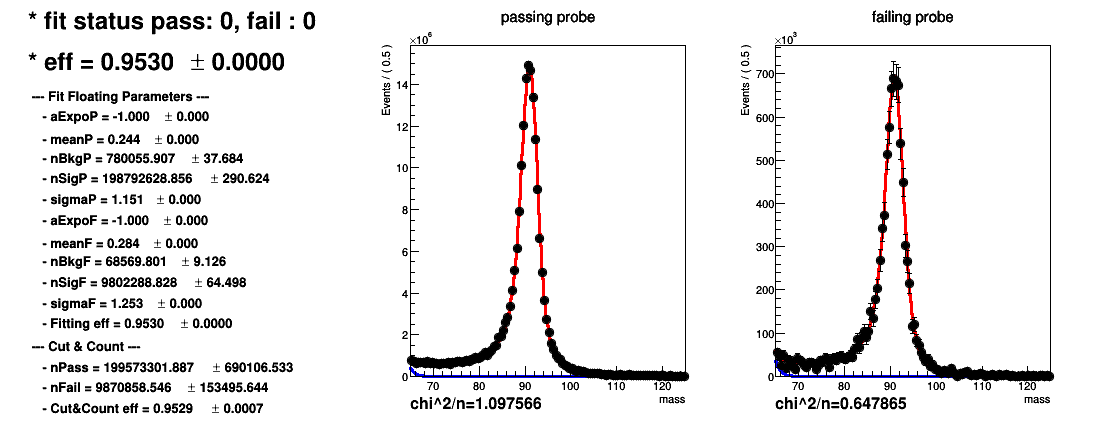 * fit status pass: 0, fail : 0
* eff = 0.9530 ± 0.0000
--- Fit Floating Parameters ---
- aExpoP = -1.000 ± 0.000
- meanP = 0.244 ± 0.000
- nBkgP = 780055.907 ± 37.684
- nSigP = 198792628.856 ± 290.624
- sigmaP = 1.151 ± 0.000
- aExpoF = -1.000 ± 0.000
- meanF = 0.284 ± 0.000
- nBkgF = 68569.801 ± 9.126
- nSigF = 9802288.828 ± 64.498
- sigmaF = 1.253 ± 0.000
- Fitting eff = 0.9530 ± 0.0000
--- Cut & Count ---
- nPass = 199573301.887 ± 690106.533
- nFail = 9870858.546 ± 153495.644
- Cut&Count eff = 0.9529 ± 0.0007
passing probe
×10⁶
Events / ( 0.5 )
14
12
10
8
6
4
2
0
70 80 90 100 110 120
mass
chi^2/n=1.097566
failing probe
×10³
Events / ( 0.5 )
700
600
500
400
300
200
100
0
70 80 90 100 110 120
mass
chi^2/n=0.647865